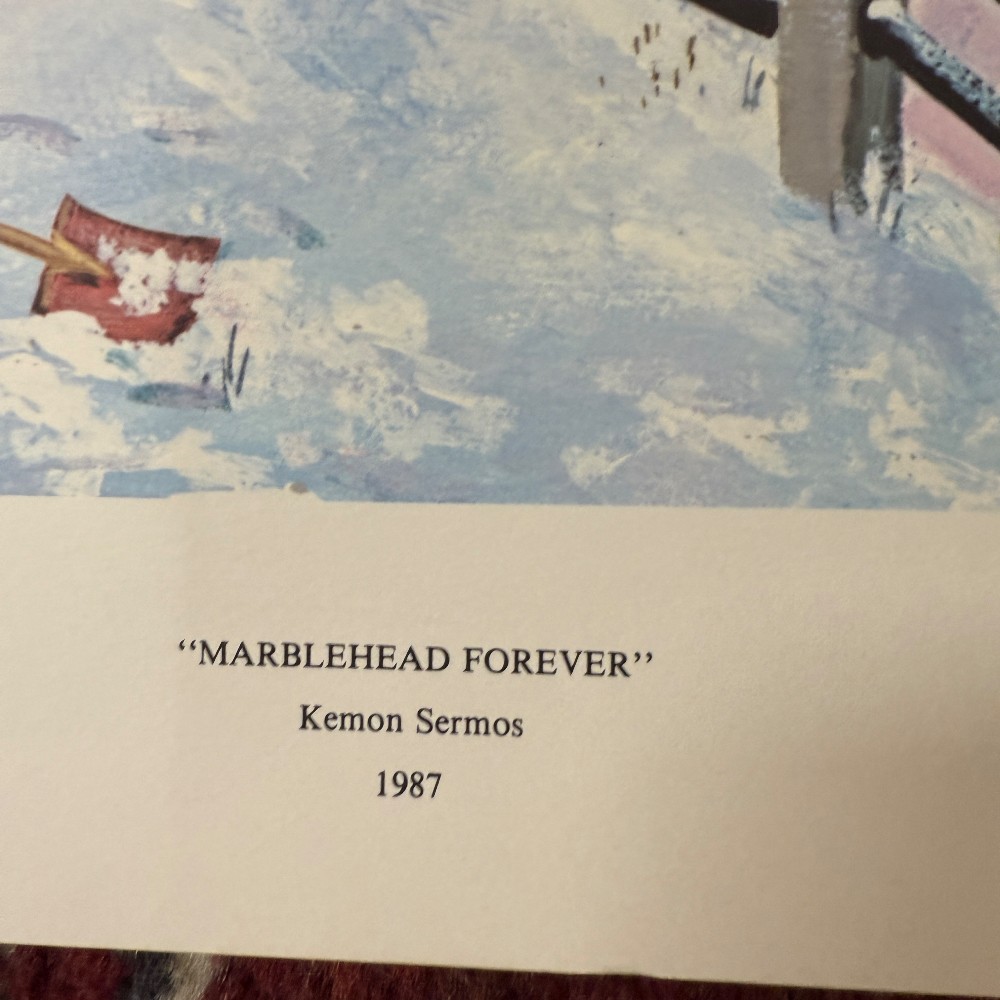 “MARBLEHEAD FOREVER”
Kemon Sermos
1987